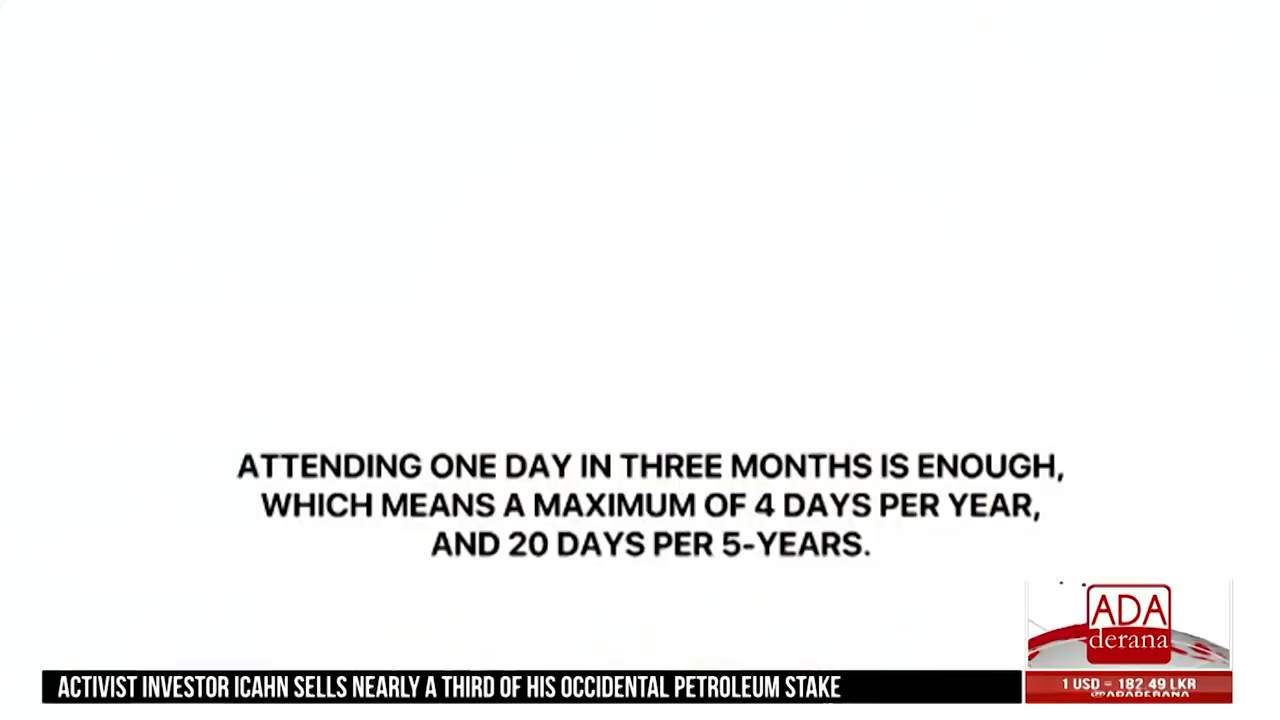 ATTENDING ONE DAY IN THREE MONTHS IS ENOUGH,
WHICH MEANS A MAXIMUM OF 4 DAYS PER YEAR,
AND 20 DAYS PER 5-YEARS.
ADA
derana
ACTIVIST INVESTOR ICAHN SELLS NEARLY A THIRD OF HIS OCCIDENTAL PETROLEUM STAKE
1 USD = 182.49 LKR